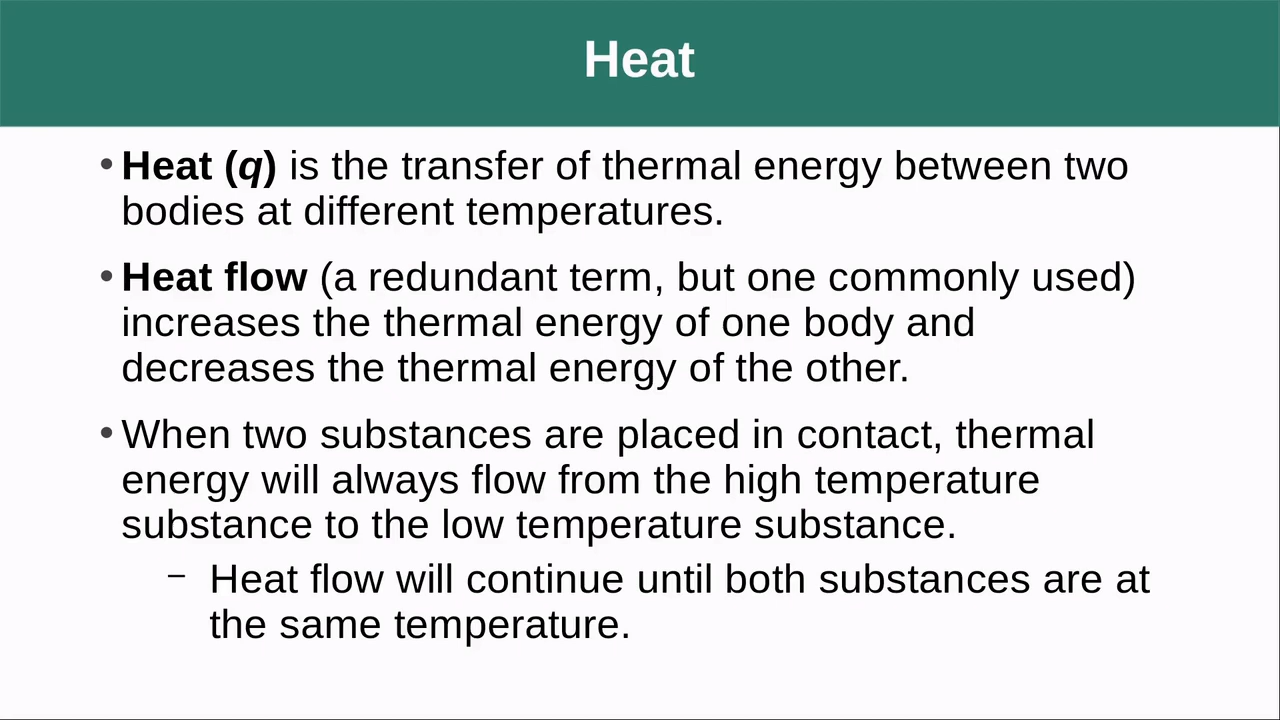 Heat
• Heat (q) is the transfer of thermal energy between two
bodies at different temperatures.
• Heat flow (a redundant term, but one commonly used)
increases the thermal energy of one body and
decreases the thermal energy of the other.
• When two substances are placed in contact, thermal
energy will always flow from the high temperature
substance to the low temperature substance.
– Heat flow will continue until both substances are at
the same temperature.